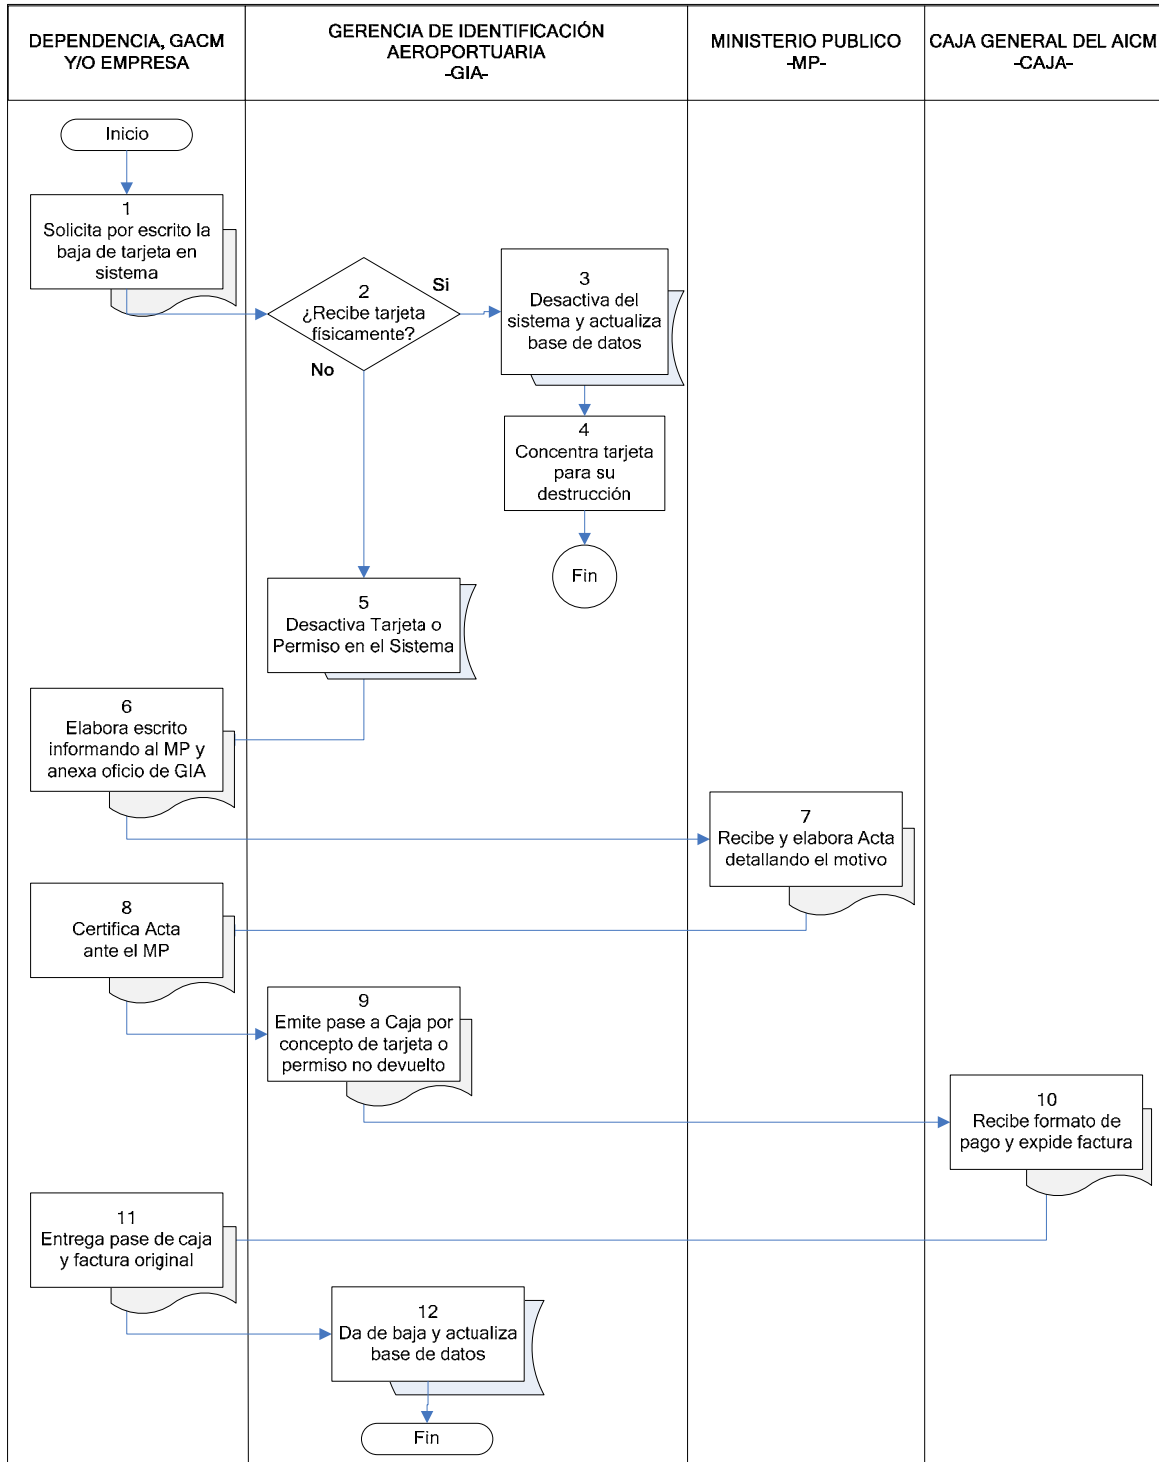 DEPENDENCIA, GACM
Y/O EMPRESA
GERENCIA DE IDENTIFICACIÓN
AEROPORTUARIA
-GIA-
MINISTERIO PUBLICO
-MP-
CAJA GENERAL DEL AICM
-CAJA-
Inicio
1
Solicita por escrito la
baja de tarjeta en
sistema
2
¿Recibe tarjeta
físicamente?
Si
No
3
Desactiva del
sistema y actualiza
base de datos
4
Concentra tarjeta
para su
destrucción
Fin
5
Desactiva Tarjeta o
Permiso en el Sistema
6
Elabora escrito
informando al MP y
anexa oficio de GIA
7
Recibe y elabora Acta
detallando el motivo
8
Certifica Acta
ante el MP
9
Emite pase a Caja por
concepto de tarjeta o
permiso no devuelto
10
Recibe formato de
pago y expide factura
11
Entrega pase de caja
y factura original
12
Da de baja y actualiza
base de datos
Fin